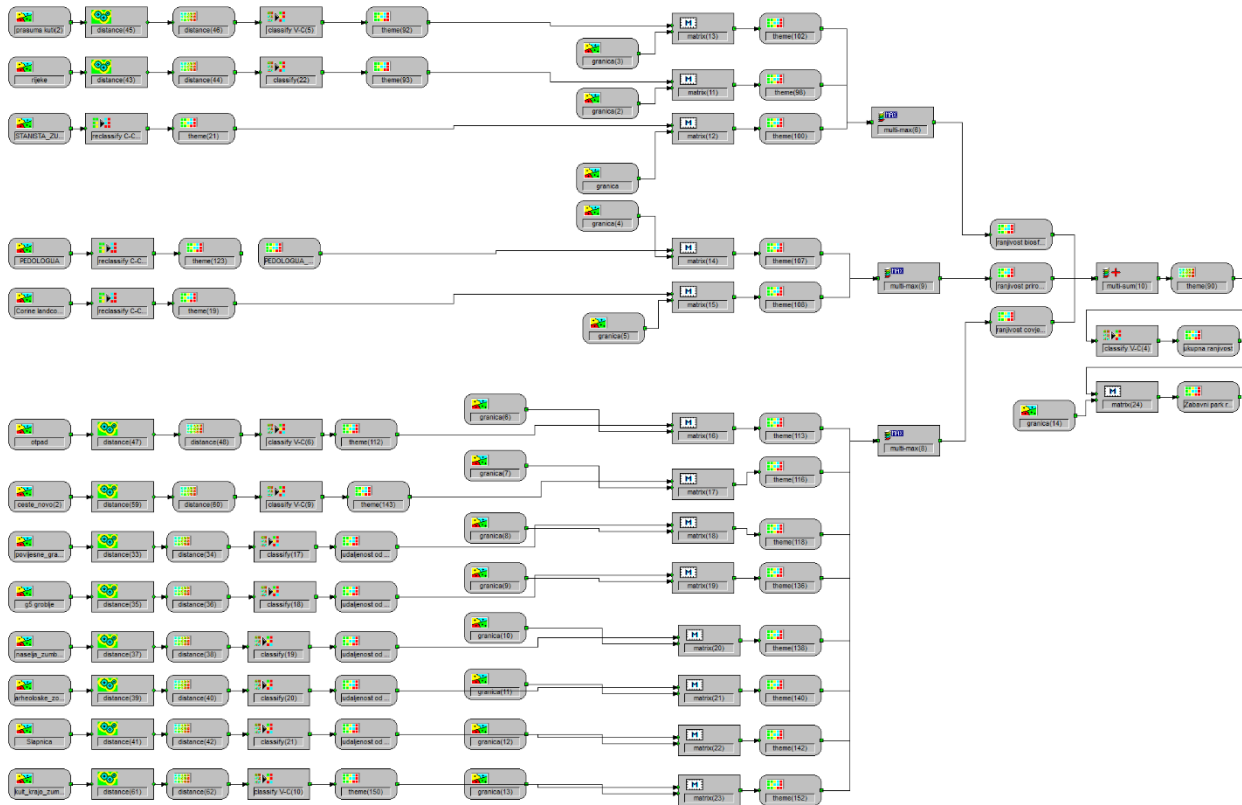 prasuma kuli(2) distance(45) distance(46) classify V-C(5) theme(92) matrix(13) theme(102)
granica(3)
rijeke distance(43) distance(44) classify(22) theme(93) matrix(11) theme(98)
granica(2)
STANISTA_ZU... reclassify C-C... theme(21) matrix(12) theme(100) multi-max(0)
granica
granica(4)
ranjivost biosf...
PEDOLOGIJA reclassify C-C... theme(123) PEDOLOGIJA_... matrix(14) theme(107)
multi-max(9) ranjivost priro... multi-sum(10) theme(90)
Corine landco... reclassify C-C... theme(19) matrix(15) theme(108)
ranjivost covje...
granica(5)
classify V-C(4) ukupna ranjivost
matrix(24) Zabavni park r...
granica(6) granica(14)
otpad distance(47) distance(48) classify V-C(6) theme(112) matrix(16) theme(113)
multi-max(8)
granica(7) theme(116)
ceste_novo(2) distance(59) distance(60) classify V-C(9) theme(143) matrix(17)
granica(8)
povijesne_gra... distance(33) distance(34) classify(17) udaljenost od ... matrix(18) theme(118)
granica(9) matrix(19) theme(136)
g5 groblje distance(35) distance(36) classify(18) udaljenost od ...
granica(10)
naselja_zumb... distance(37) distance(38) classify(19) udaljenost od ... matrix(20) theme(138)
arheoloske_zo... distance(39) distance(40) classify(20) udaljenost od ... granica(11) matrix(21) theme(140)
Slapnica distance(41) distance(42) classify(21) udaljenost od ... granica(12) matrix(22) theme(142)
kult_krajo_zum... distance(61) distance(62) classify V-C(10) theme(150) granica(13) matrix(23) theme(152)